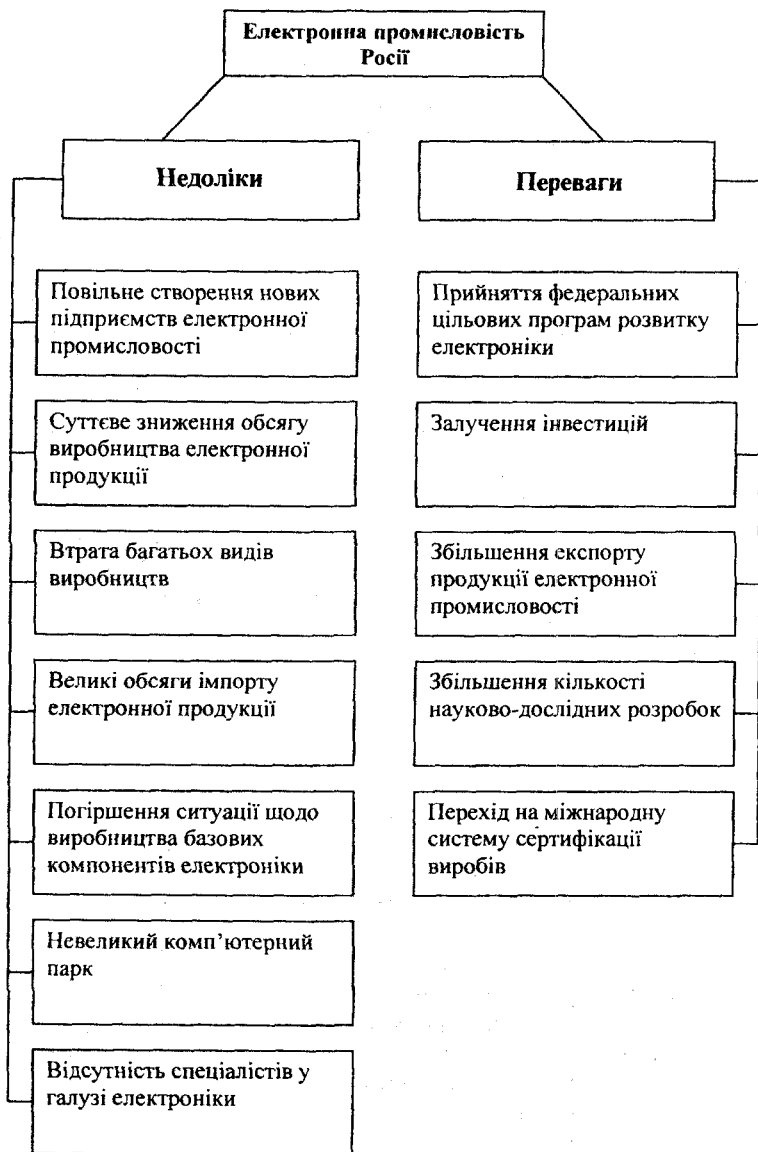 Електронна промисловість
Росії
Недоліки
Переваги
Повільне створення нових
підприємств електронної
промисловості
Суттєве зниження обсягу
виробництва електронної
продукції
Втрата багатьох видів
виробництв
Великі обсяги імпорту
електронної продукції
Погіршення ситуації щодо
виробництва базових
компонентів електроніки
Невеликий комп’ютерний
парк
Відсутність спеціалістів у
галузі електроніки
Прийняття федеральних
цільових програм розвитку
електроніки
Залучення інвестицій
Збільшення експорту
продукції електронної
промисловості
Збільшення кількості
науково-дослідних розробок
Перехід на міжнародну
систему сертифікації
виробів